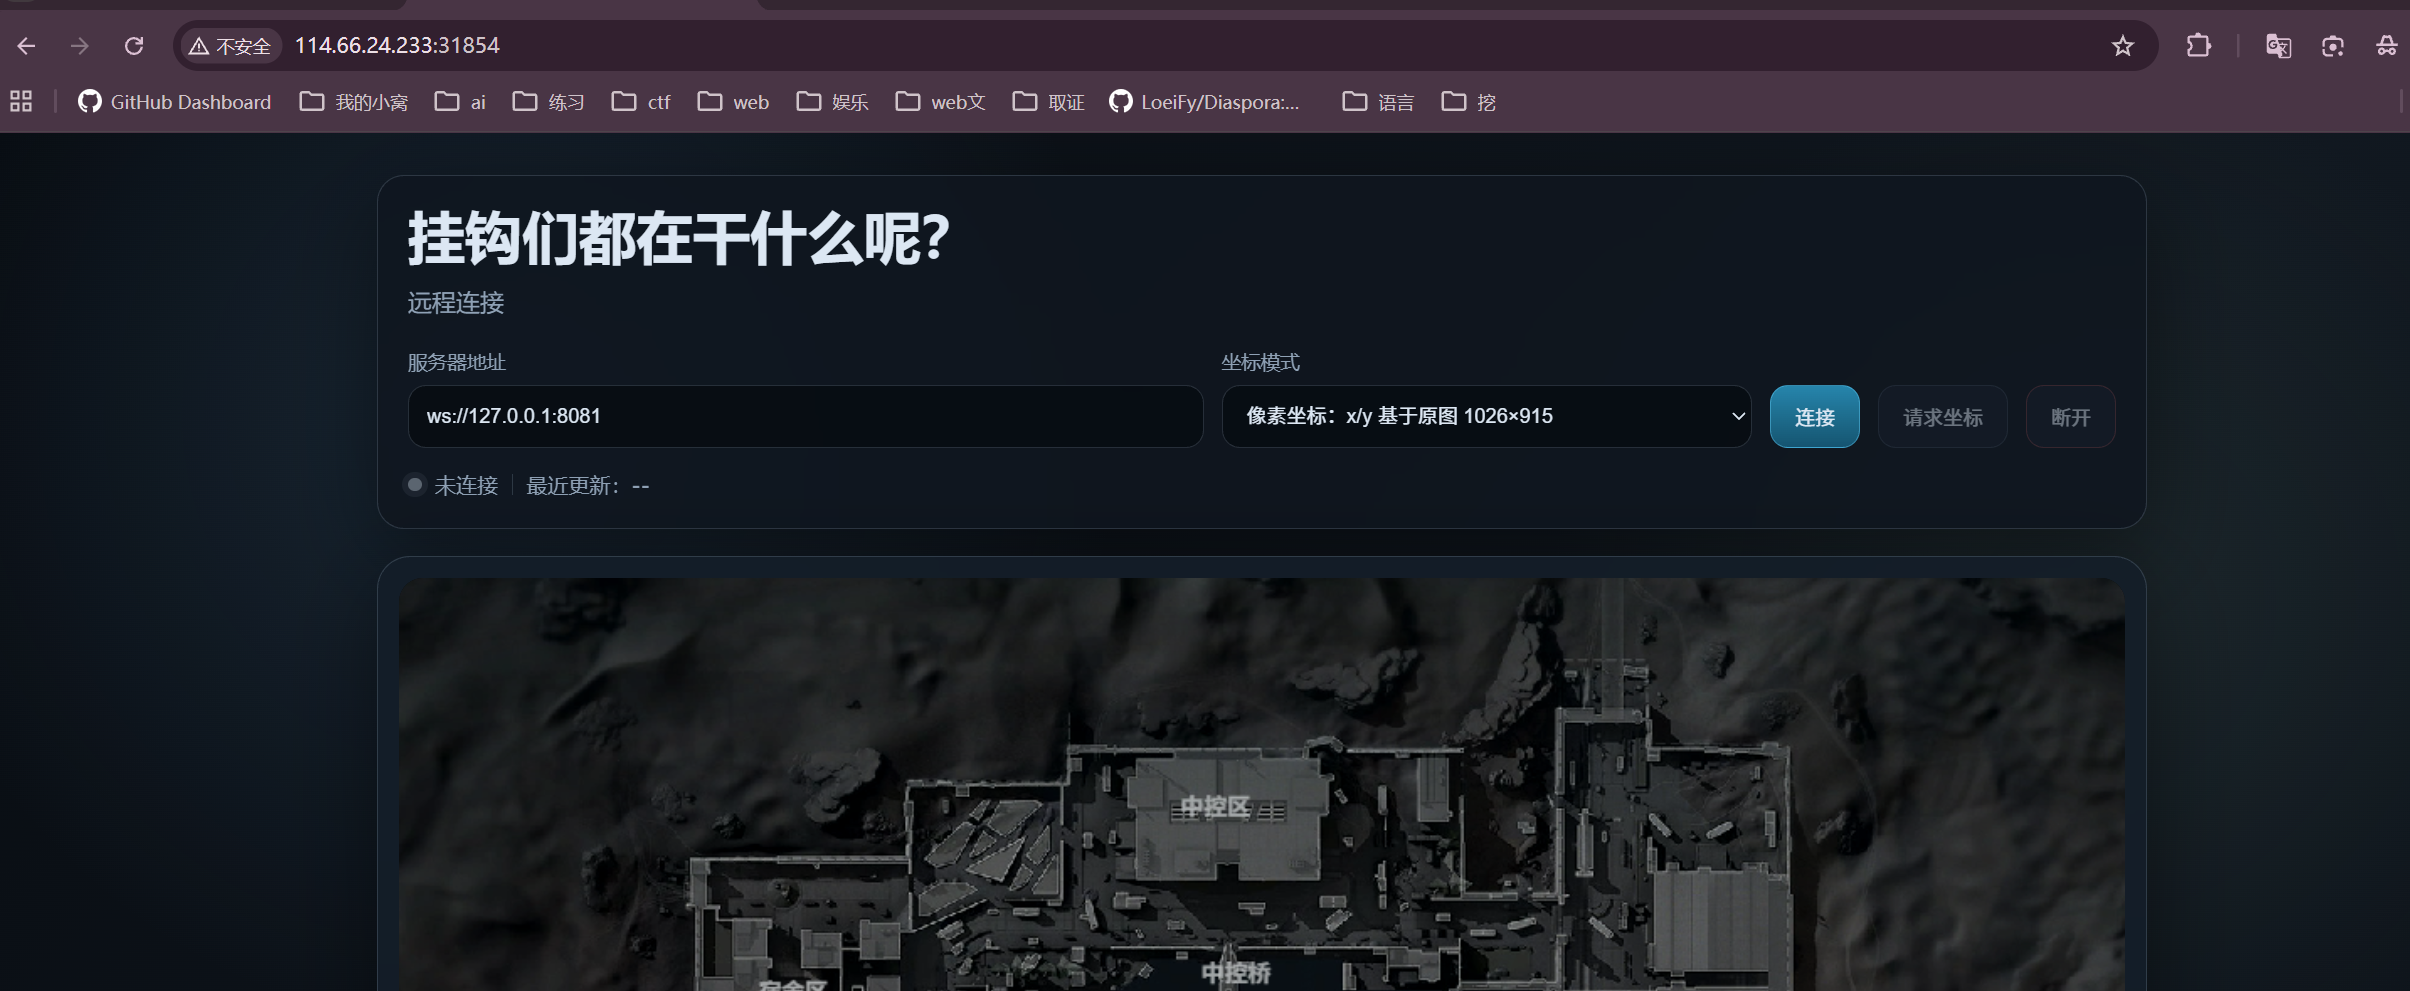 不安全 114.66.24.233:31854
GitHub Dashboard 我的小窝 ai 练习 ctf web 娱乐 web文 取证 LoeiFy/Diaspora:... 语言 挖
挂钩们都在干什么呢?
远程连接
服务器地址 坐标模式
ws://127.0.0.1:8081 像素坐标：x/y 基于原图 1026×915 连接 请求坐标 断开
未连接 最近更新：--
中控区
中控桥
宿舍区